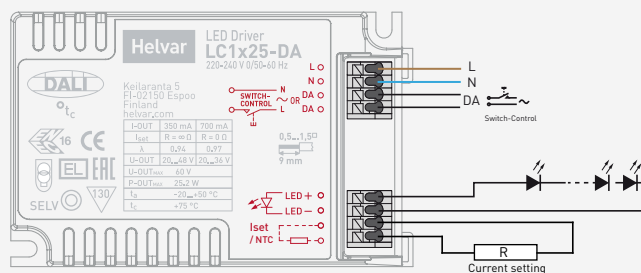 Helvar
LED Driver
LC1x25-DA
220-240 V 0/50-60 Hz
DALI
tc
Keilaranta 5
FI-02150 Espoo
Finland
helvar.com
16
CE
EL
EAC
SELV
130
I-OUT 350 mA 700 mA
Iset R = ∞ Ω R = 0 Ω
λ 0.94 0.97
U-OUT 20...48 V 20...36 V
U-OUTMAX 60 V
P-OUTMAX 25.2 W
ta -20...+50 °C
tc +75 °C
L
N
DA
DA
N
SWITCH-
CONTROL
~ OR
L
0,5...1,5
9 mm
LED +
LED –
Iset
/ NTC
L
N
DA
Switch-Control
R
Current setting